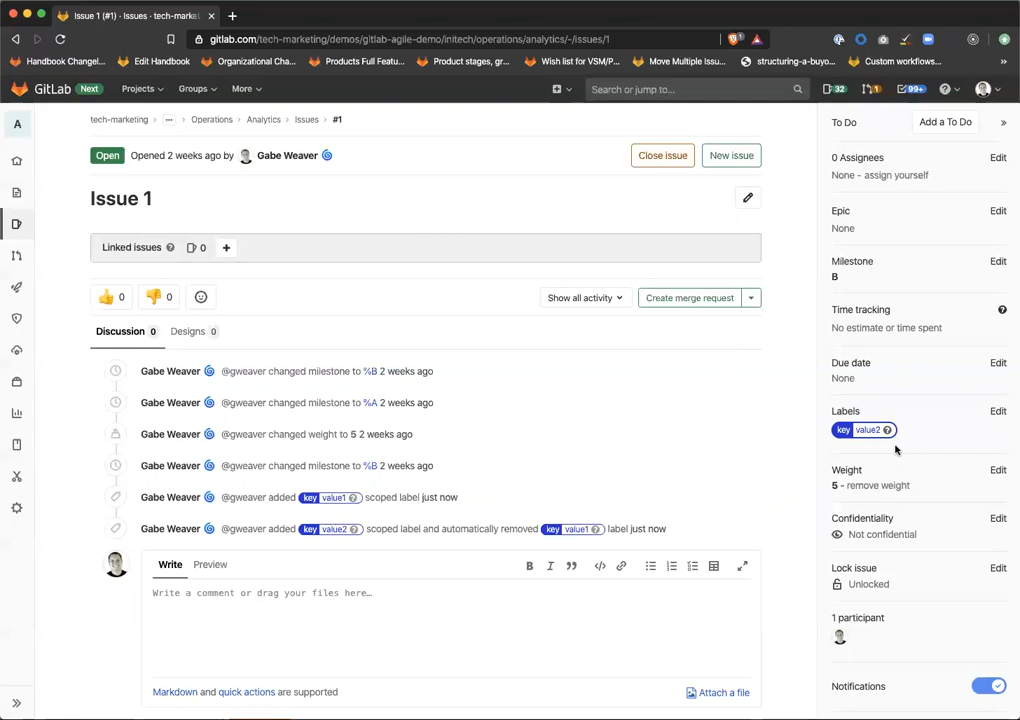 Issue 1 (#1) · Issues · tech-market
gitlab.com/tech-marketing/demos/gitlab-agile-demo/initech/operations/analytics/-/issues/1
Handbook Changel... Edit Handbook Organizational Cha... Products Full Featu... Product stages, gr... Wish list for VSM/P... Move Multiple Issu... structuring-a-buyo... Custom workflows...
GitLab Next Projects Groups More Search or jump to... 32 1 99+
A
tech-marketing ... Operations Analytics Issues #1
Open Opened 2 weeks ago by Gabe Weaver Close issue New issue
Issue 1
Linked issues 0 +
👍 0 👎 0 Show all activity Create merge request
Discussion 0 Designs 0
Gabe Weaver @gweaver changed milestone to %B 2 weeks ago
Gabe Weaver @gweaver changed milestone to %A 2 weeks ago
Gabe Weaver @gweaver changed weight to 5 2 weeks ago
Gabe Weaver @gweaver changed milestone to %B 2 weeks ago
Gabe Weaver @gweaver added key value1 scoped label just now
Gabe Weaver @gweaver added key value2 scoped label and automatically removed key value1 label just now
Write Preview
B I
Write a comment or drag your files here…
Markdown and quick actions are supported Attach a file
To Do Add a To Do
0 Assignees Edit
None - assign yourself
Epic Edit
None
Milestone Edit
B
Time tracking
No estimate or time spent
Due date Edit
None
Labels Edit
key value2
Weight Edit
5 - remove weight
Confidentiality Edit
Not confidential
Lock issue Edit
Unlocked
1 participant
Notifications